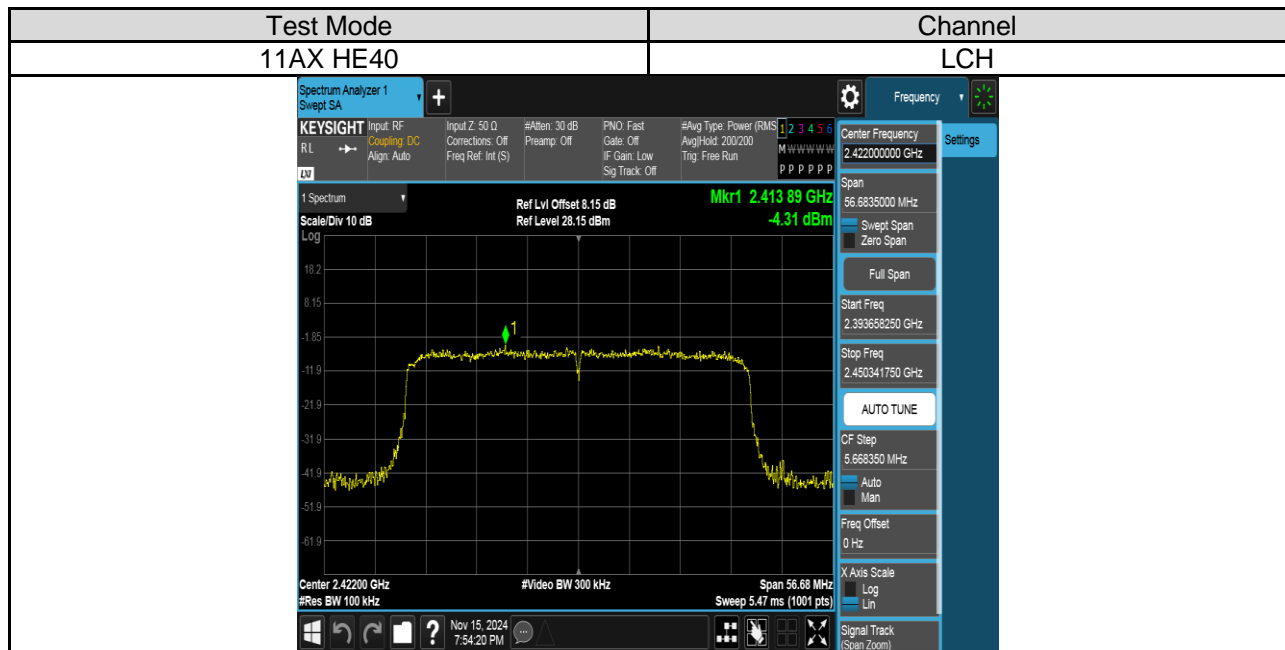 Test Mode Channel
11AX HE40 LCH
Spectrum Analyzer 1
Swept SA
+
Frequency
KEYSIGHT
RL
LXI
Input: RF
Coupling: DC
Align: Auto
Input Z: 50 Ω
Corrections: Off
Freq Ref: Int (S)
#Atten: 30 dB
Preamp: Off
PNO: Fast
Gate: Off
IF Gain: Low
Sig Track: Off
#Avg Type: Power (RMS
Avg|Hold: 200/200
Trig: Free Run
1 2 3 4 5 6
M W W W W W
P P P P P P
Center Frequency
2.422000000 GHz
Settings
Span
56.6835000 MHz
Swept Span
Zero Span
Full Span
Start Freq
2.393658250 GHz
Stop Freq
2.450341750 GHz
AUTO TUNE
CF Step
5.668350 MHz
Auto
Man
Freq Offset
0 Hz
X Axis Scale
Log
Lin
Signal Track
(Span Zoom)
1 Spectrum
Scale/Div 10 dB
Ref Lvl Offset 8.15 dB
Ref Level 28.15 dBm
Mkr1 2.413 89 GHz
-4.31 dBm
Log
18.2
8.15
-1.85
1
-11.9
-21.9
-31.9
-41.9
-51.9
-61.9
Center 2.42200 GHz
#Video BW 300 kHz
Span 56.68 MHz
#Res BW 100 kHz
Sweep 5.47 ms (1001 pts)
?
Nov 15, 2024
7:54:20 PM